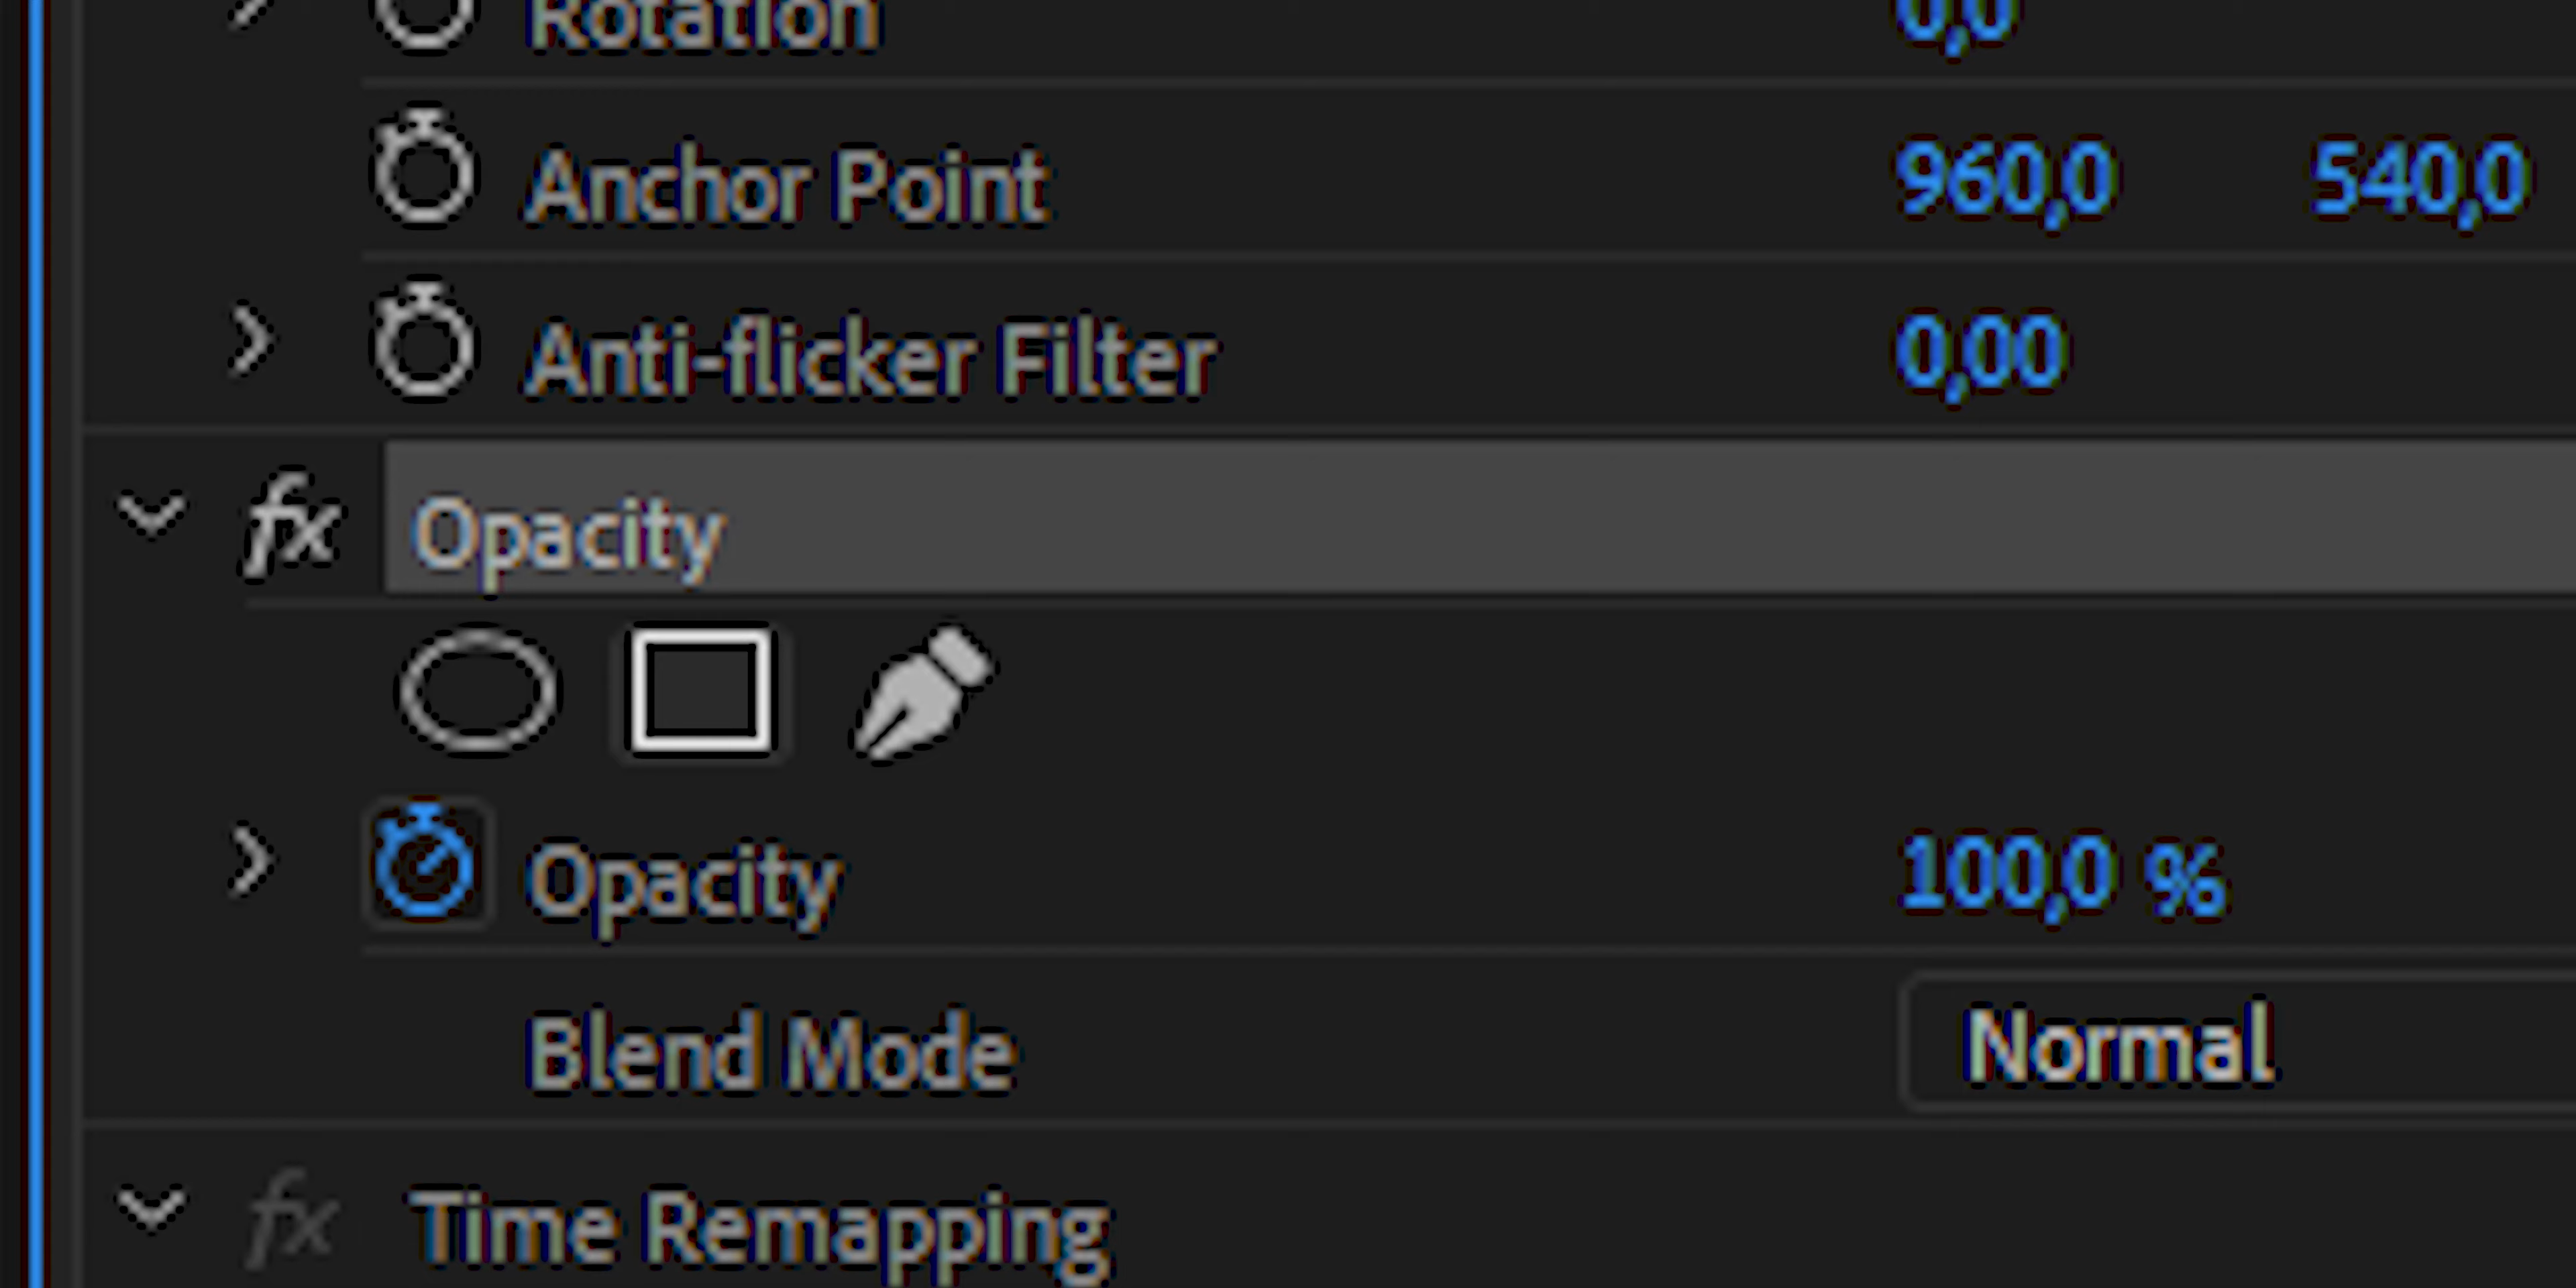 Rotation 0,0
Anchor Point 960,0 540,0
Anti-flicker Filter 0,00
fx Opacity
Opacity 100,0 %
Blend Mode Normal
fx Time Remapping